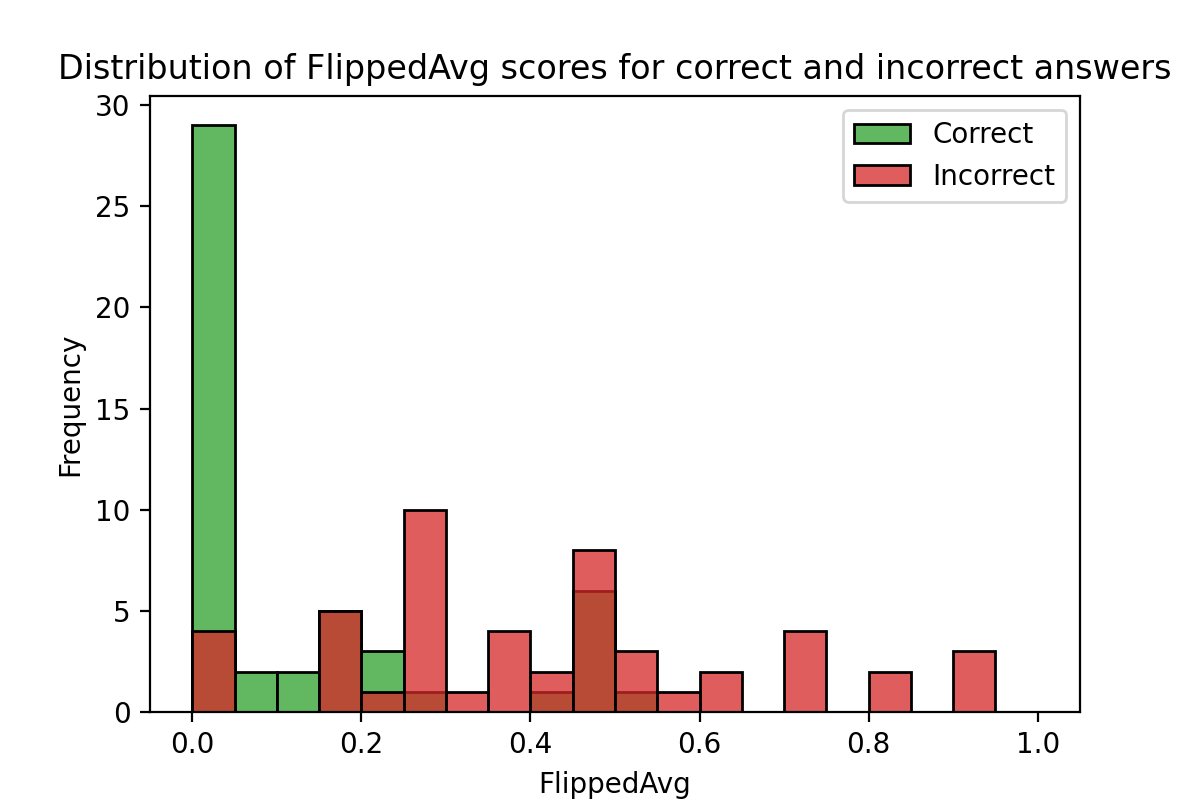 Distribution of FlippedAvg scores for correct and incorrect answers
30
25
20
15
10
5
0
Frequency
Correct
Incorrect
0.0 0.2 0.4 0.6 0.8 1.0
FlippedAvg